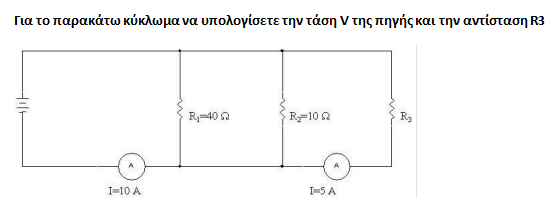 Για το παρακάτω κύκλωμα να υπολογίσετε την τάση V της πηγής και την αντίσταση R3
R₁=40 Ω
R₂=10 Ω
R₃
A
A
I=10 A
I=5 A